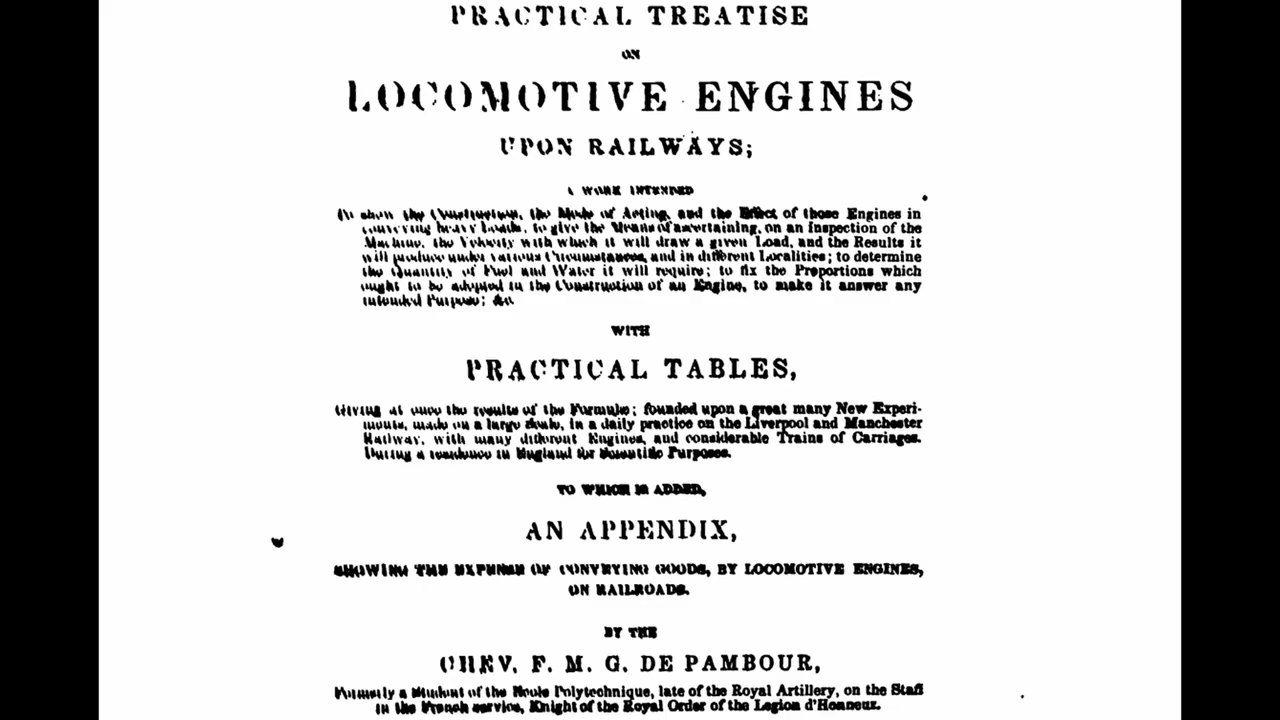 PRACTICAL TREATISE
ON
LOCOMOTIVE ENGINES
UPON RAILWAYS;
A WORK INTENDED
To show the Construction, the Mode of Acting, and the Effect of those Engines in
conveying heavy Loads, to give the Means of ascertaining, on an Inspection of the
Machine, the Velocity with which it will draw a given Load, and the Results it
will produce under various Circumstances, and in different Localities; to determine
the Quantity of Fuel and Water it will require; to fix the Proportions which
ought to be adopted in the Construction of an Engine, to make it answer any
intended Purpose; &c.
WITH
PRACTICAL TABLES,
Giving at once the results of the Formulæ; founded upon a great many New Experi-
ments, made on a large Scale, in a daily practice on the Liverpool and Manchester
Railway, with many different Engines, and considerable Trains of Carriages.
During a residence in England for Scientific Purposes.
TO WHICH IS ADDED,
AN APPENDIX,
SHOWING THE EXPENSE OF CONVEYING GOODS, BY LOCOMOTIVE ENGINES,
ON RAILROADS.
BY THE
CHEV. F. M. G. DE PAMBOUR,
Formerly a Student of the Ecole Polytechnique, late of the Royal Artillery, on the Staff
in the French service, Knight of the Royal Order of the Legion d'Honneur.